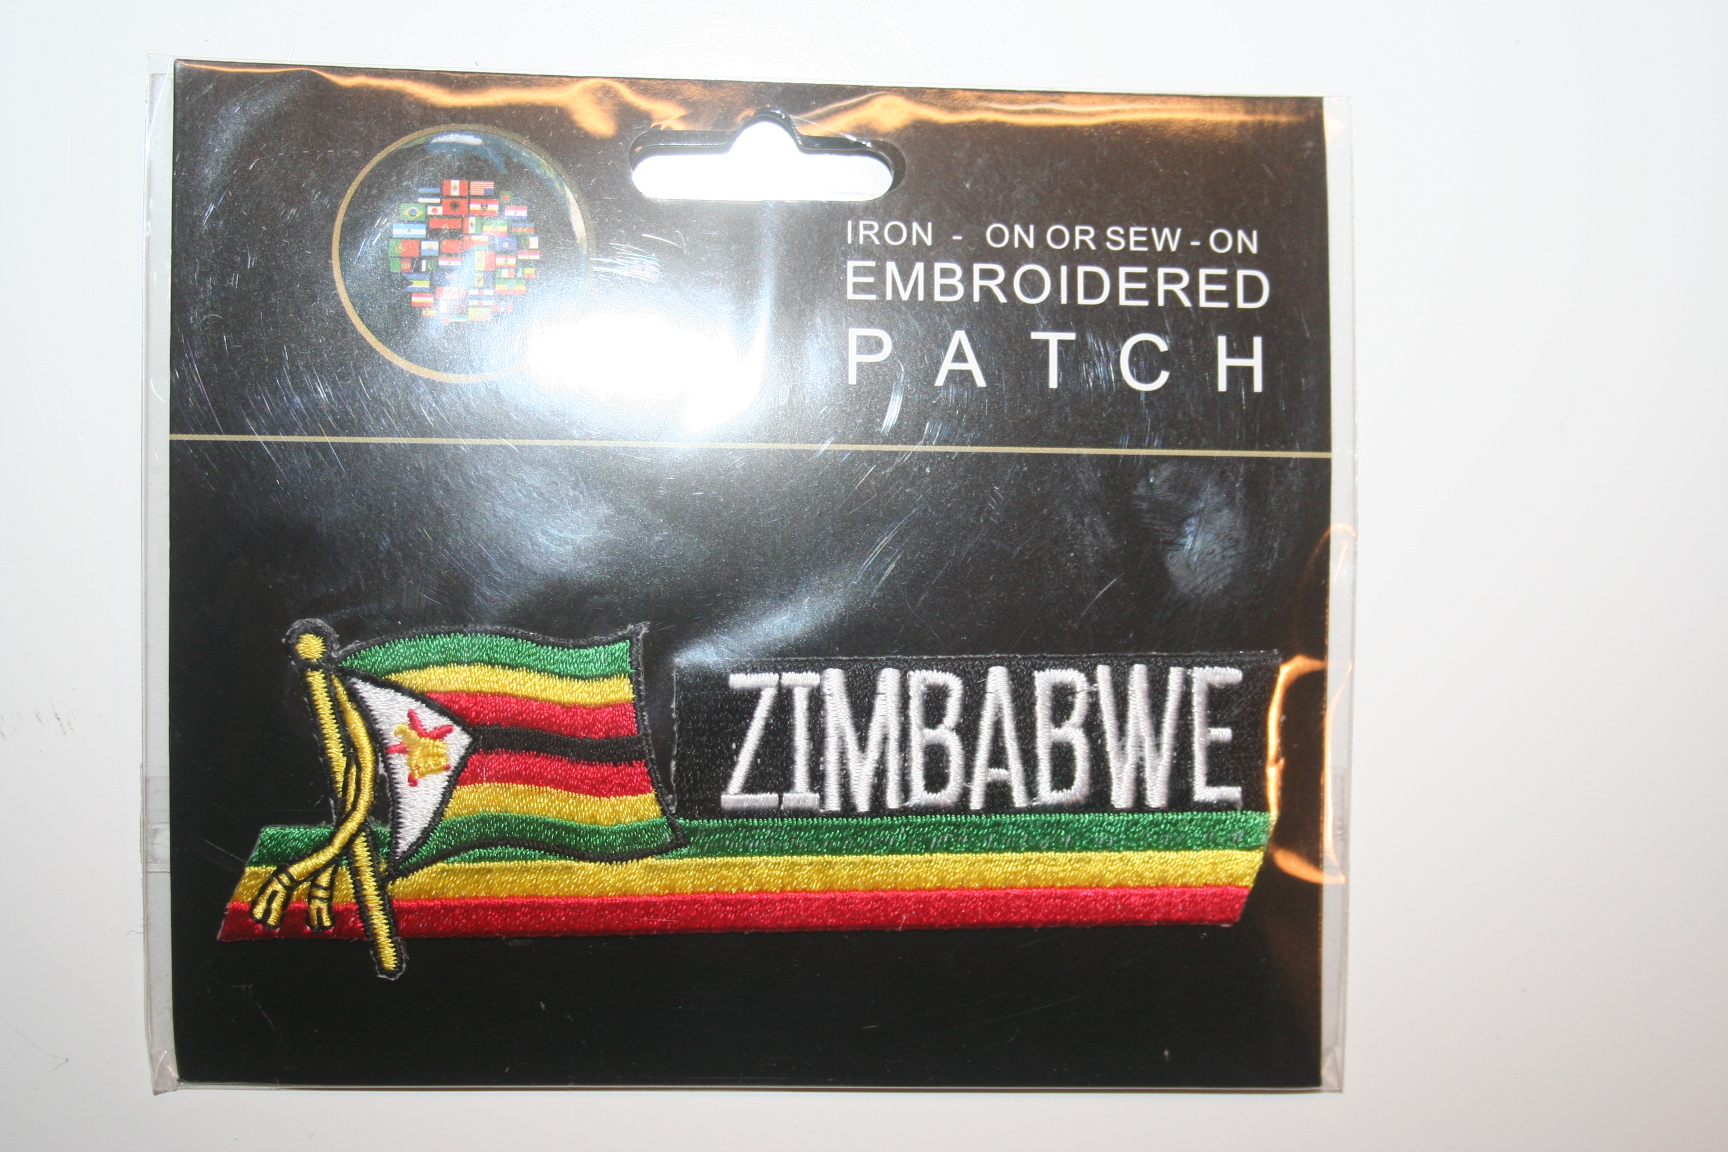 IRON - ON OR SEW - ON
EMBROIDERED
PATCH
ZIMBABWE